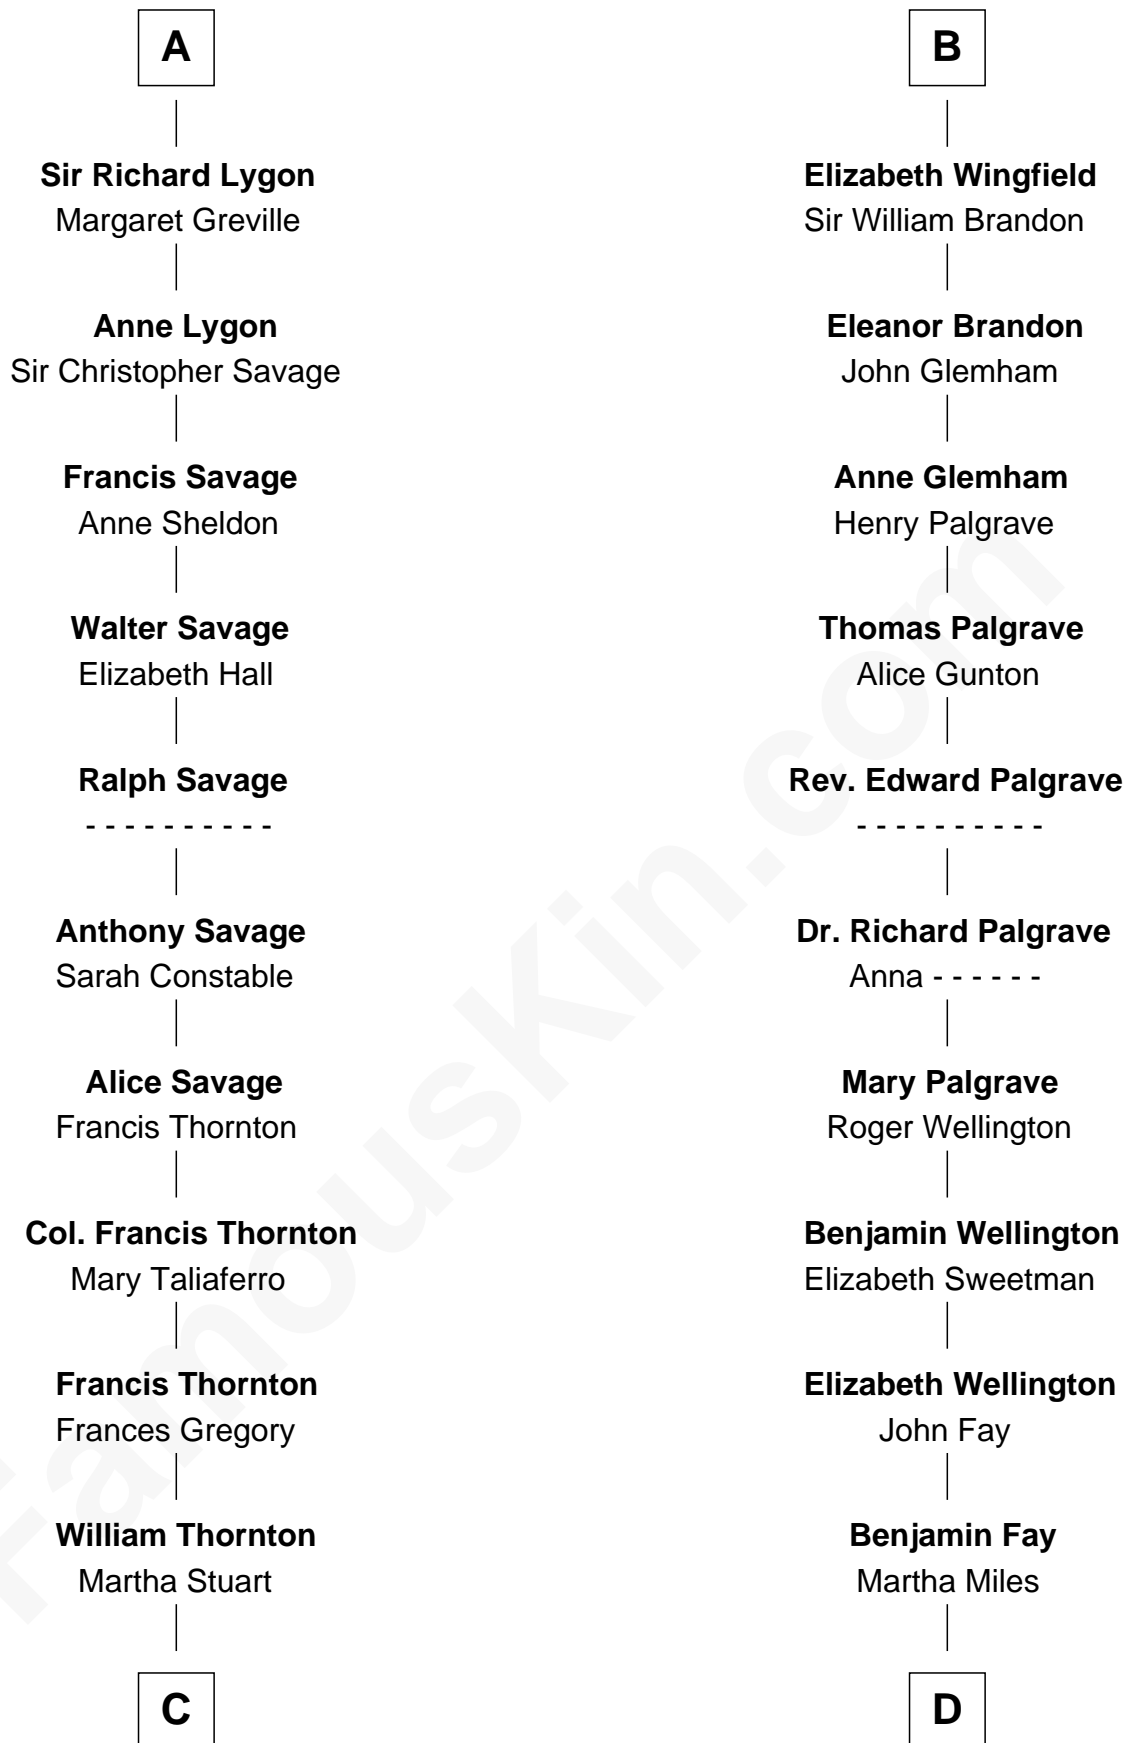 A
Sir Richard Lygon
Margaret Greville
Anne Lygon
Sir Christopher Savage
Francis Savage
Anne Sheldon
Walter Savage
Elizabeth Hall
Ralph Savage
- - - - - - - - - -
Anthony Savage
Sarah Constable
Alice Savage
Francis Thornton
Col. Francis Thornton
Mary Taliaferro
Francis Thornton
Frances Gregory
William Thornton
Martha Stuart
C
B
Elizabeth Wingfield
Sir William Brandon
Eleanor Brandon
John Glemham
Anne Glemham
Henry Palgrave
Thomas Palgrave
Alice Gunton
Rev. Edward Palgrave
- - - - - - - - - -
Dr. Richard Palgrave
Anna - - - - - -
Mary Palgrave
Roger Wellington
Benjamin Wellington
Elizabeth Sweetman
Elizabeth Wellington
John Fay
Benjamin Fay
Martha Miles
D
FamousKin.com